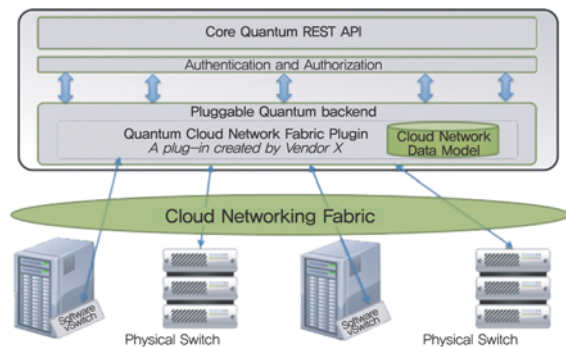 Core Quantum REST API
Authentication and Authorization
Pluggable Quantum backend
Quantum Cloud Network Fabric Plugin
A plug-in created by Vendor X
Cloud Network
Data Model
Cloud Networking Fabric
Software
vSwitch
Physical Switch
Software
vSwitch
Physical Switch